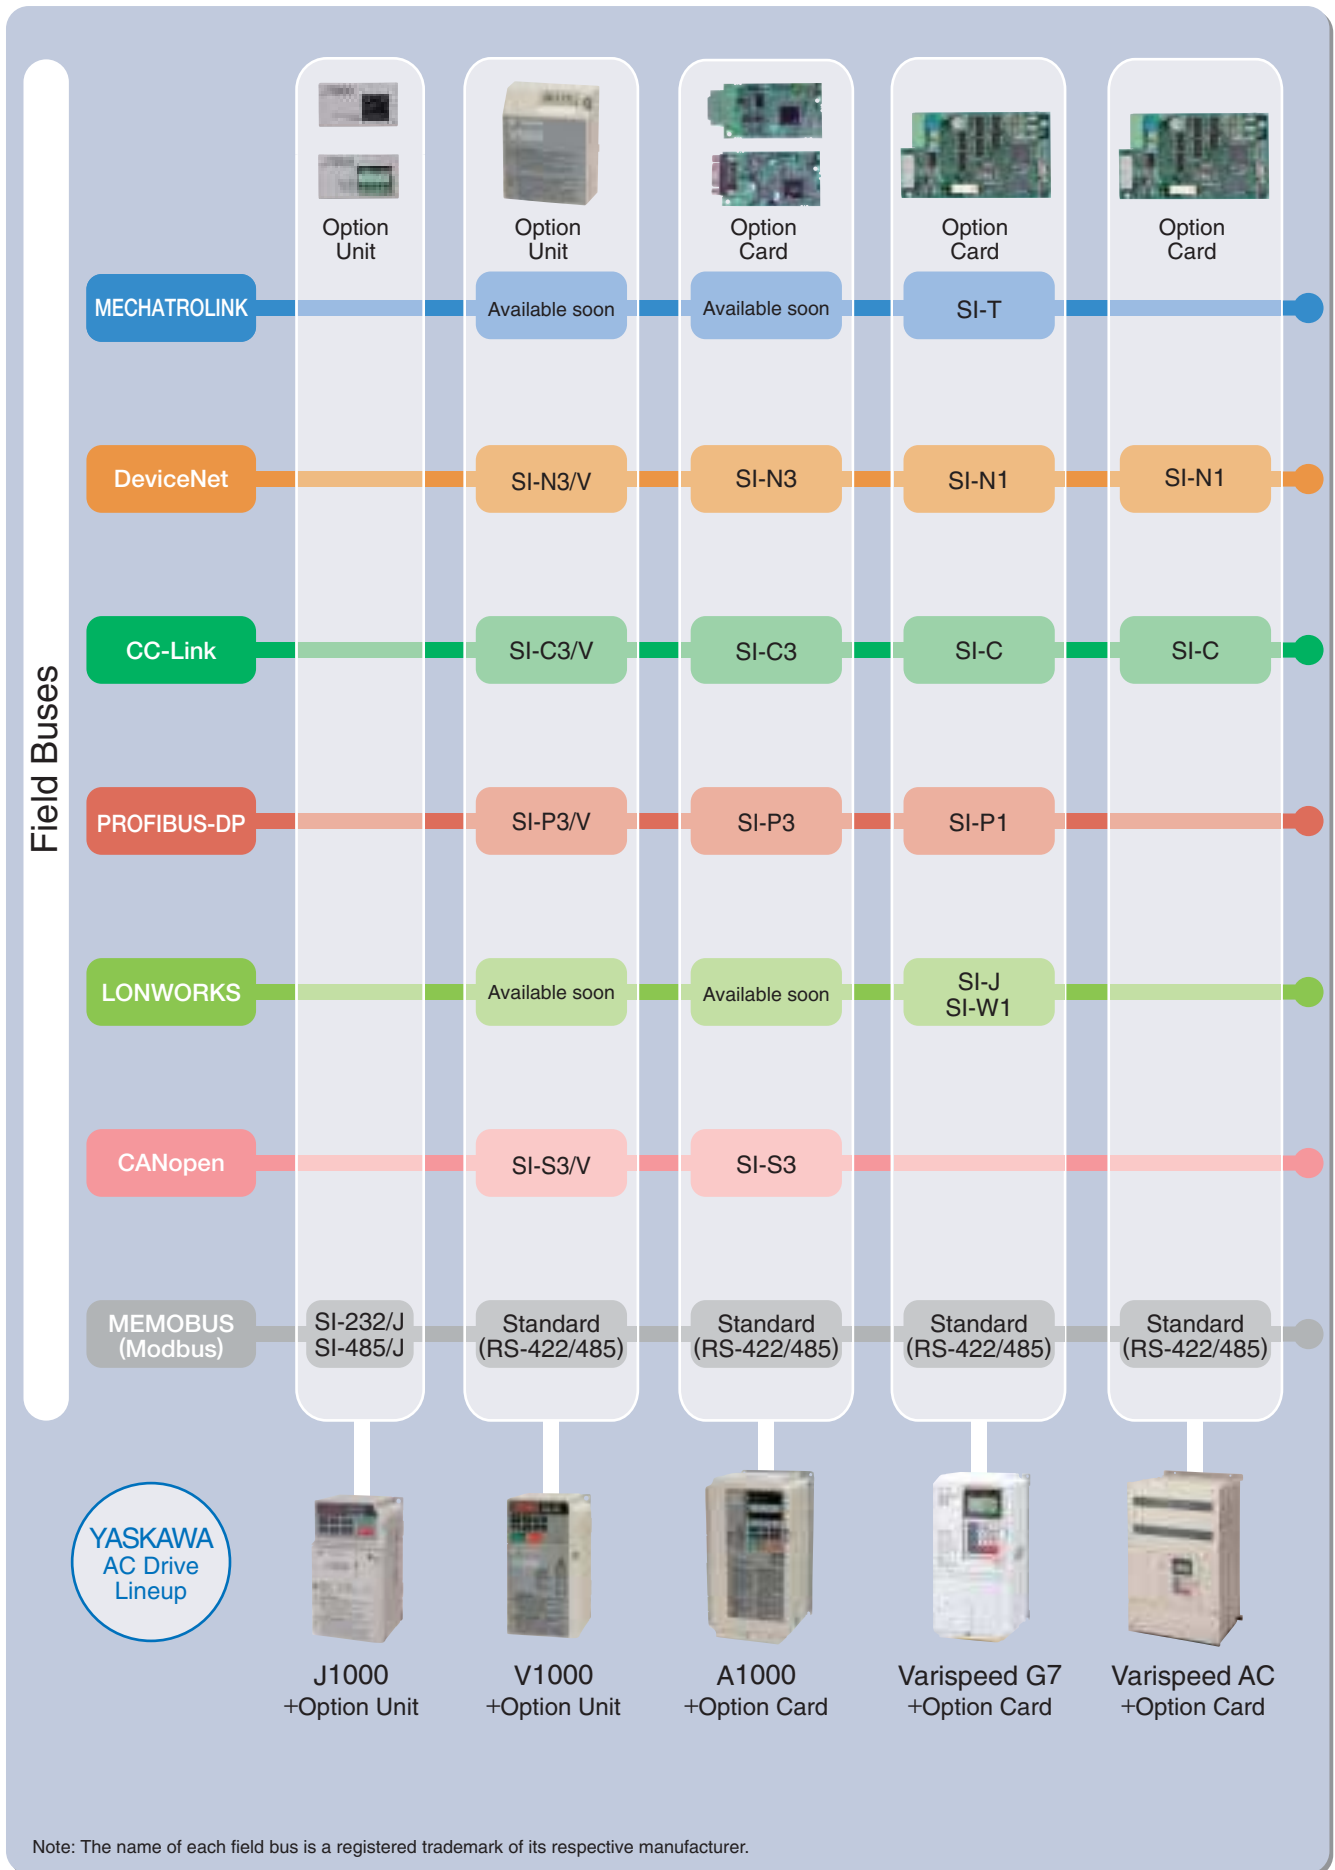 Option
Unit
Option
Unit
Option
Card
Option
Card
Option
Card
Field Buses
MECHATROLINK
Available soon
Available soon
SI-T
DeviceNet
SI-N3/V
SI-N3
SI-N1
SI-N1
CC-Link
SI-C3/V
SI-C3
SI-C
SI-C
PROFIBUS-DP
SI-P3/V
SI-P3
SI-P1
LONWORKS
Available soon
Available soon
SI-J
SI-W1
CANopen
SI-S3/V
SI-S3
MEMOBUS
(Modbus)
SI-232/J
SI-485/J
Standard
(RS-422/485)
Standard
(RS-422/485)
Standard
(RS-422/485)
Standard
(RS-422/485)
YASKAWA
AC Drive
Lineup
J1000
+Option Unit
V1000
+Option Unit
A1000
+Option Card
Varispeed G7
+Option Card
Varispeed AC
+Option Card
Note: The name of each field bus is a registered trademark of its respective manufacturer.